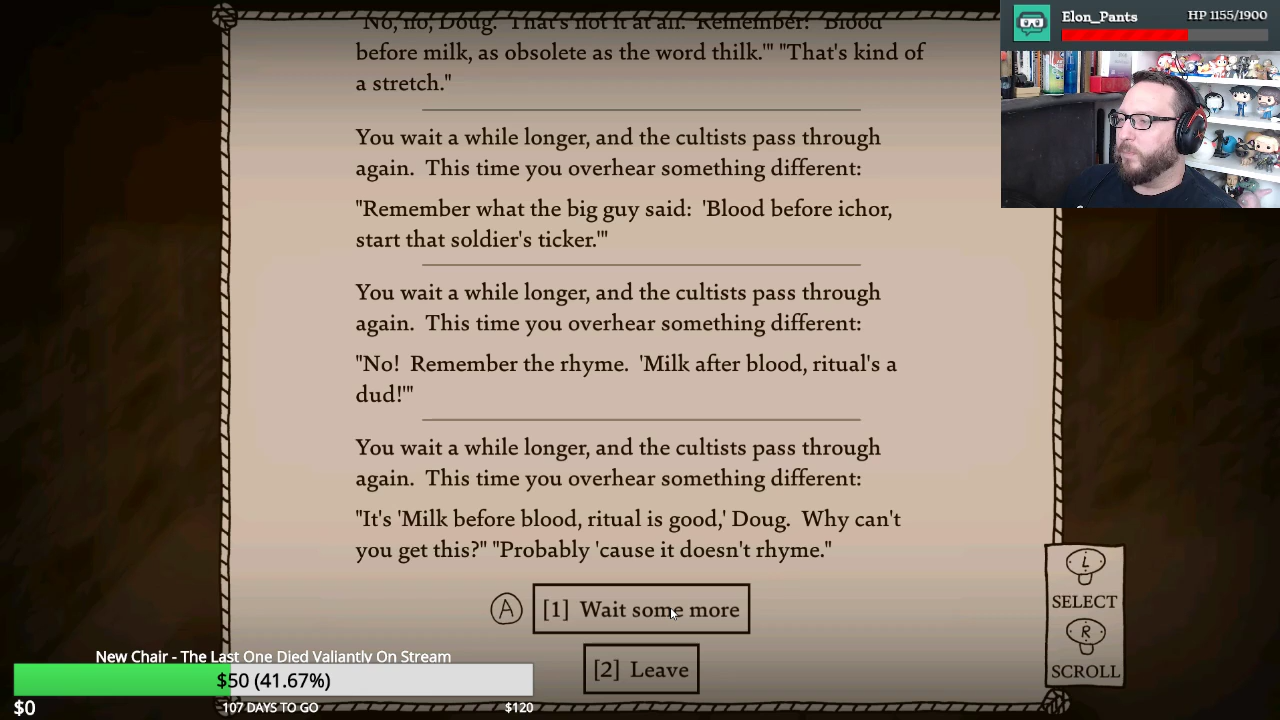 "No, no, Doug.  That's not it at all.  Remember: 'Blood
before milk, as obsolete as the word thilk.'" "That's kind of
a stretch."
You wait a while longer, and the cultists pass through
again.  This time you overhear something different:
"Remember what the big guy said:  'Blood before ichor,
start that soldier's ticker.'"
You wait a while longer, and the cultists pass through
again.  This time you overhear something different:
"No!  Remember the rhyme.  'Milk after blood, ritual's a
dud!'"
You wait a while longer, and the cultists pass through
again.  This time you overhear something different:
"It's 'Milk before blood, ritual is good,' Doug.  Why can't
you get this?" "Probably 'cause it doesn't rhyme."
A [1] Wait some more
[2] Leave
L
SELECT
R
SCROLL
Elon_Pants HP 1155/1900
New Chair - The Last One Died Valiantly On Stream
$50 (41.67%)
$0 107 DAYS TO GO $120